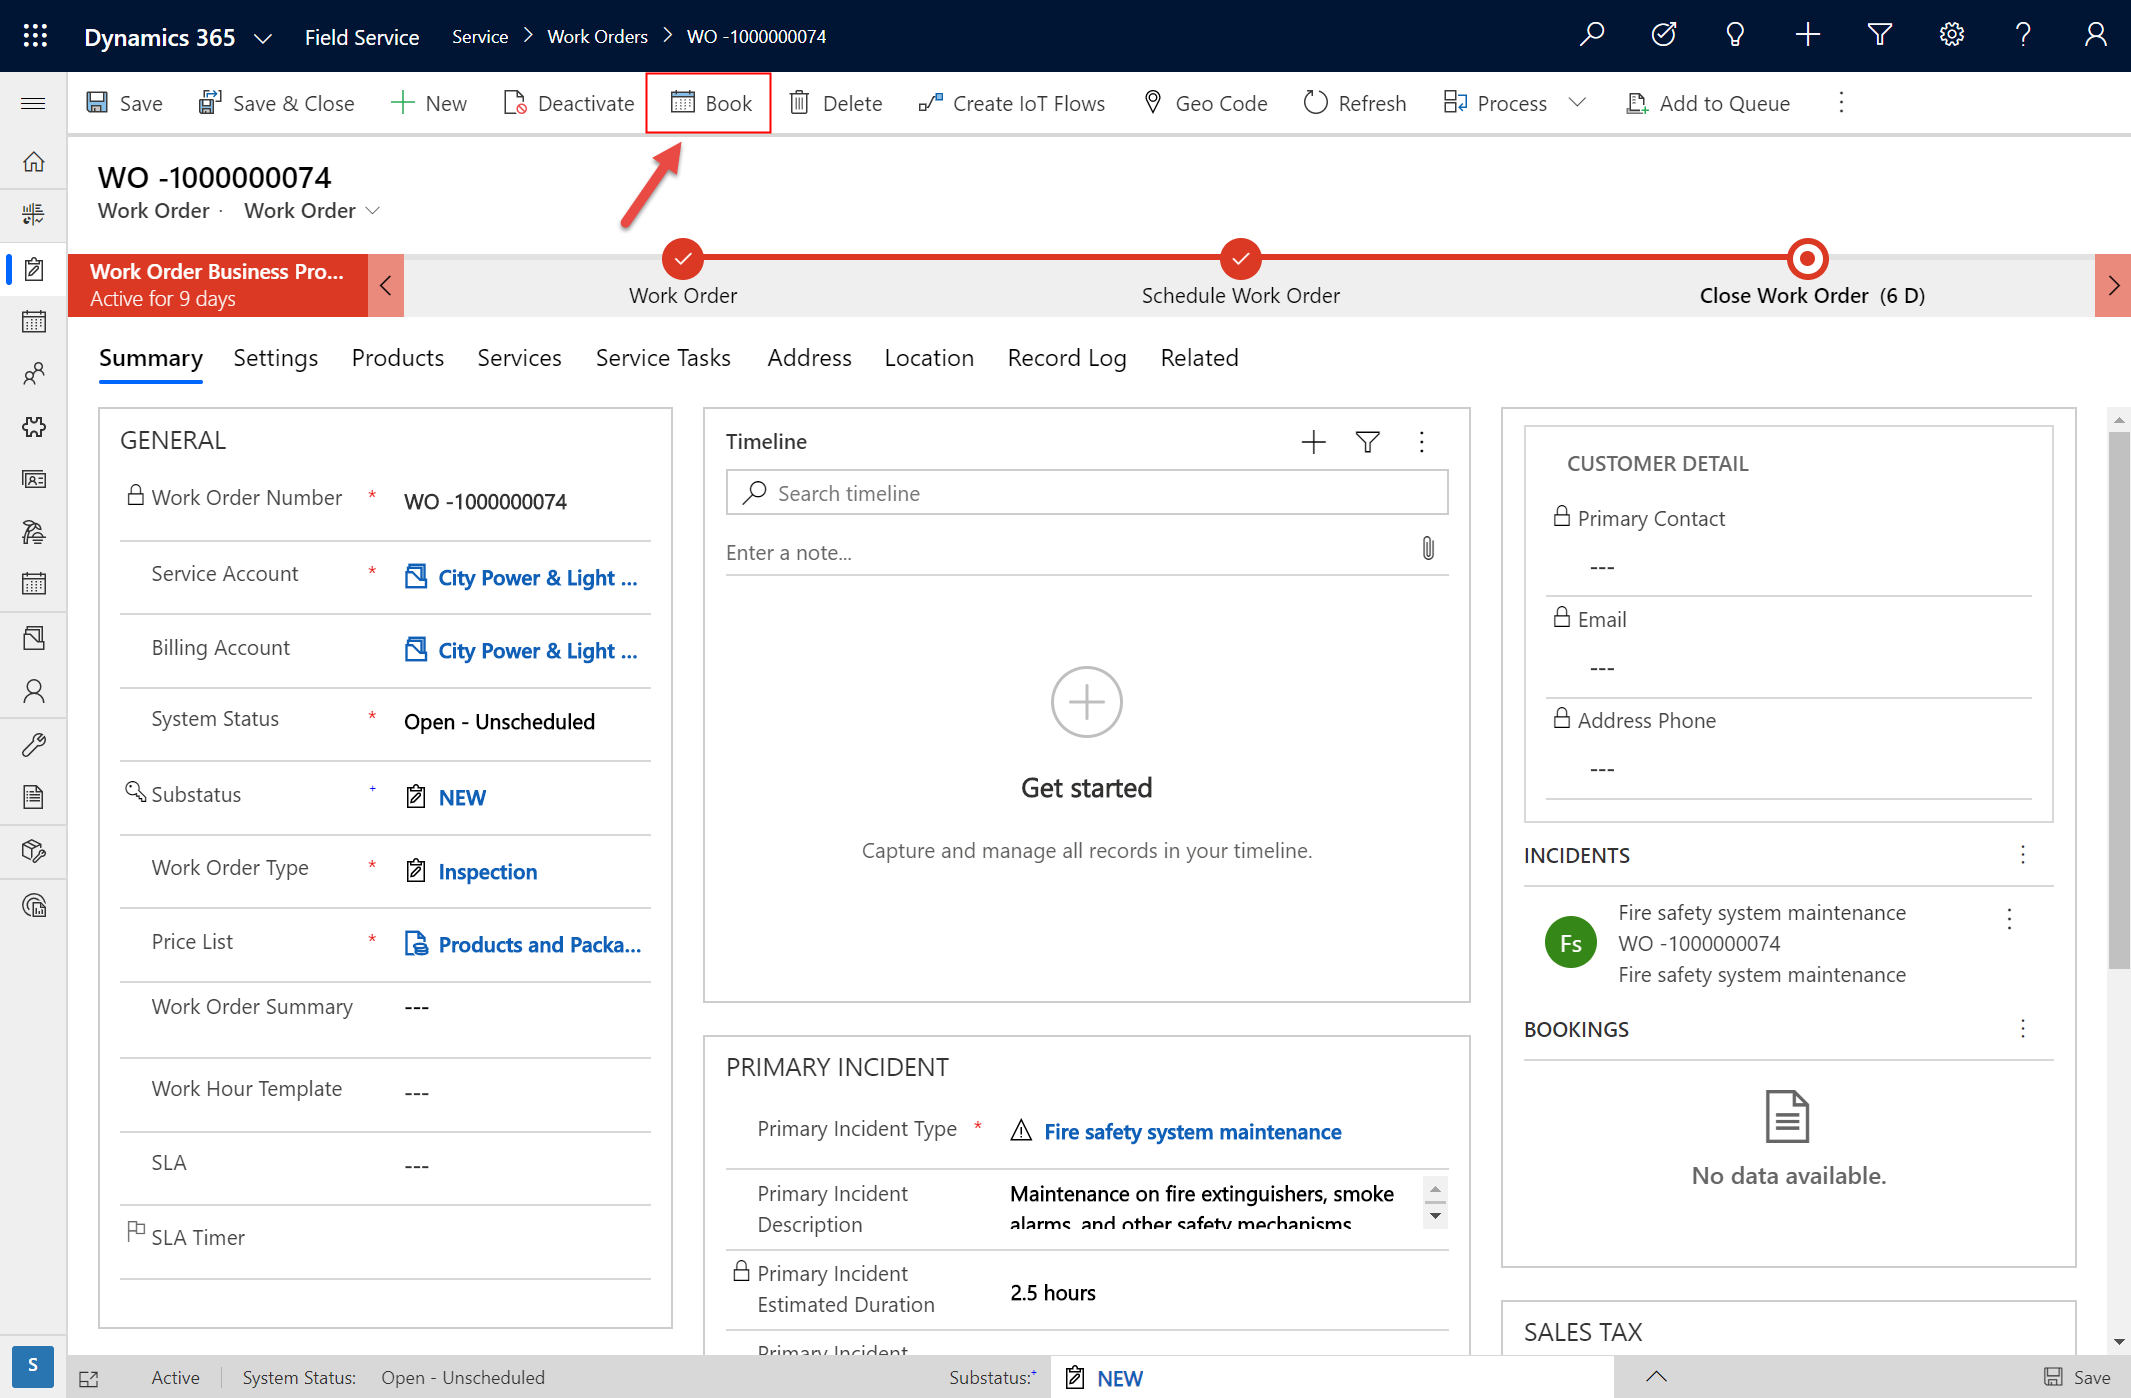 Dynamics 365 Field Service Service Work Orders WO -1000000074
Save Save & Close New Deactivate Book Delete Create IoT Flows Geo Code Refresh Process Add to Queue
WO -1000000074
Work Order · Work Order
Work Order Business Pro...
Active for 9 days
Work Order
Schedule Work Order
Close Work Order (6 D)
Summary Settings Products Services Service Tasks Address Location Record Log Related
GENERAL
Work Order Number * WO -1000000074
Service Account * City Power & Light ...
Billing Account City Power & Light ...
System Status * Open - Unscheduled
Substatus + NEW
Work Order Type * Inspection
Price List * Products and Packa...
Work Order Summary ---
Work Hour Template ---
SLA ---
SLA Timer
Timeline
Search timeline
Enter a note...
Get started
Capture and manage all records in your timeline.
PRIMARY INCIDENT
Primary Incident Type * Fire safety system maintenance
Primary Incident
Description
Maintenance on fire extinguishers, smoke
alarms, and other safety mechanisms
Primary Incident
Estimated Duration
2.5 hours
Primary Incident
CUSTOMER DETAIL
Primary Contact
---
Email
---
Address Phone
---
INCIDENTS
Fs
Fire safety system maintenance
WO -1000000074
Fire safety system maintenance
BOOKINGS
No data available.
SALES TAX
S
Active System Status: Open - Unscheduled Substatus:+ NEW Save